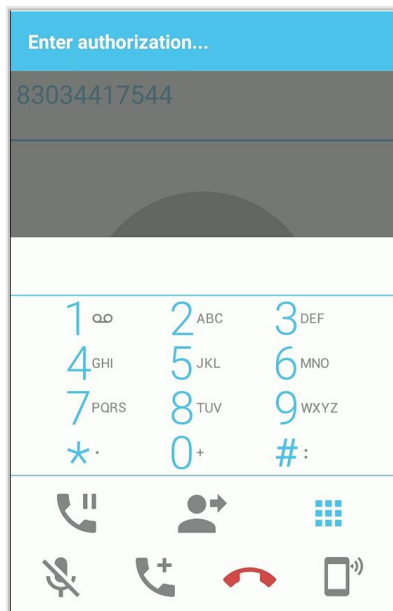 Enter authorization...
83034417544
1 2 ABC 3 DEF
4 GHI 5 JKL 6 MNO
7 PQRS 8 TUV 9 WXYZ
* · 0 + # :